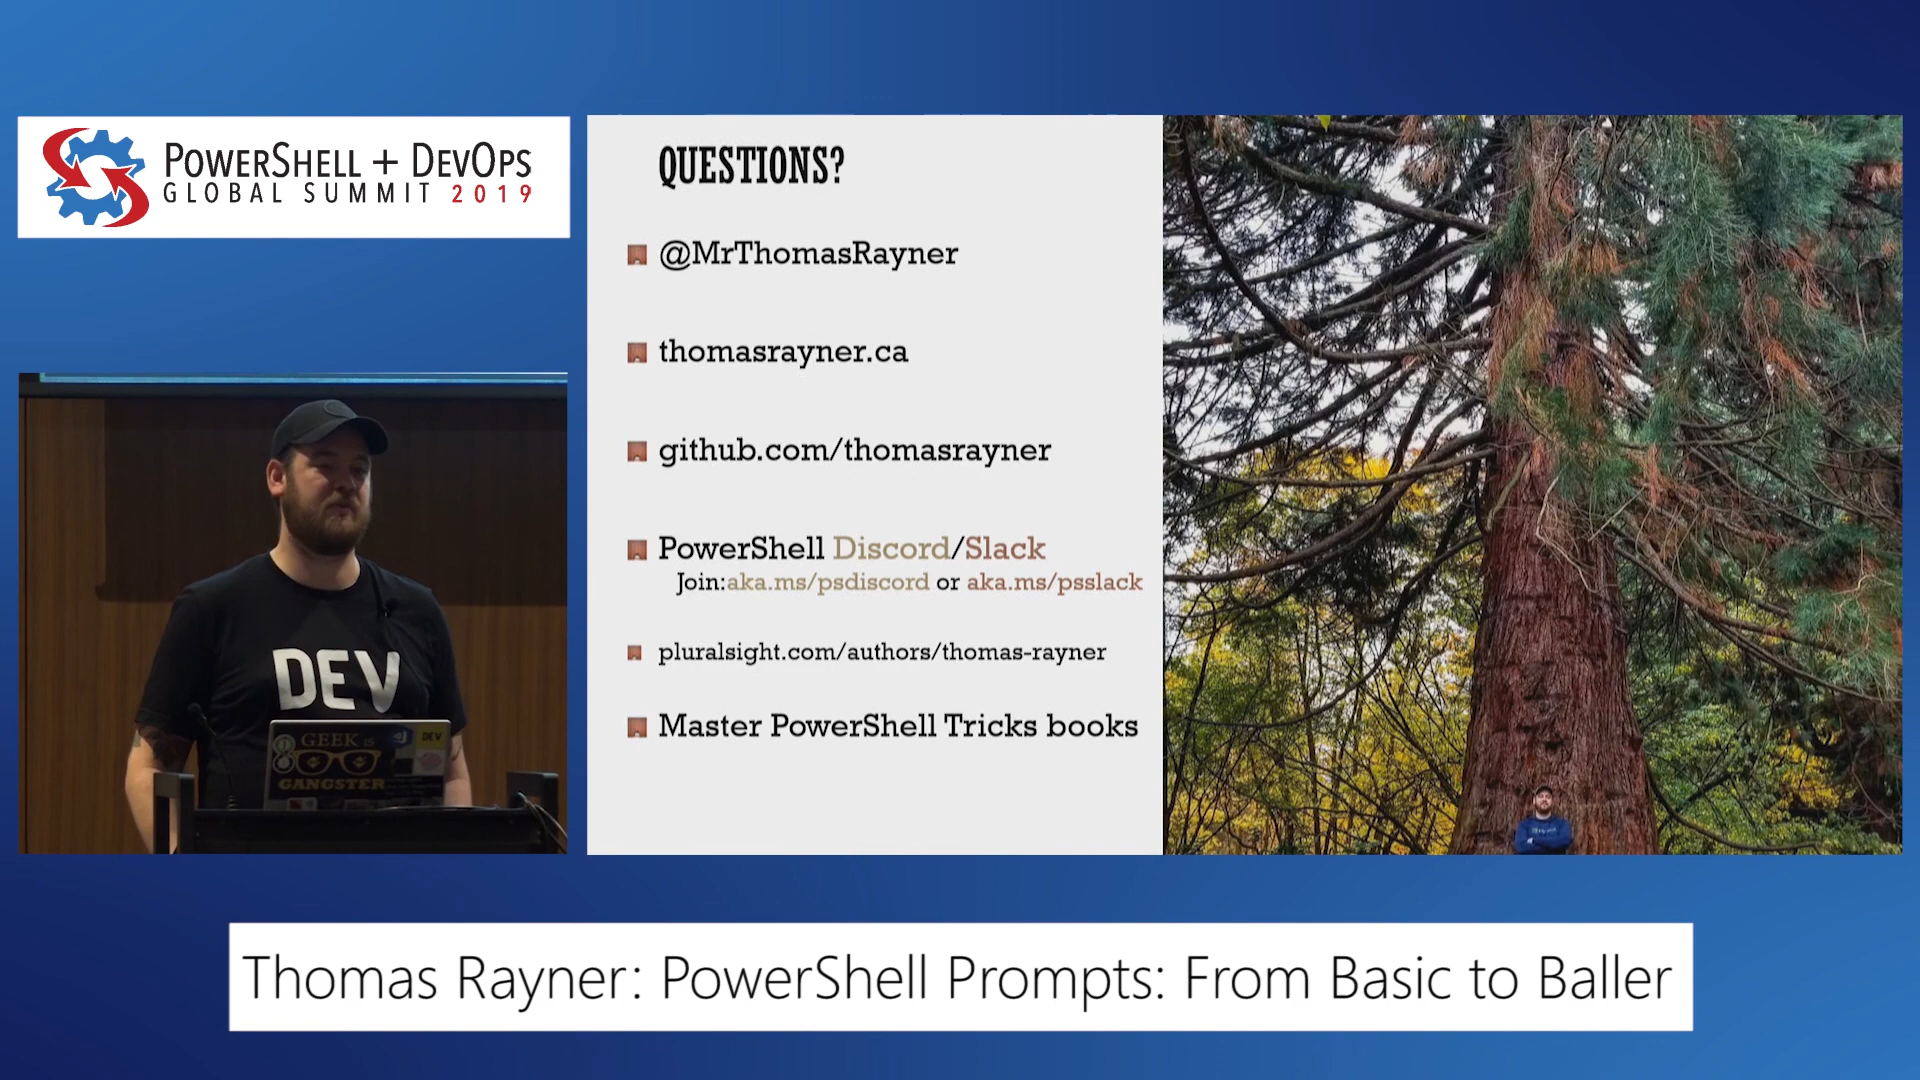 POWERSHELL + DEVOPS
GLOBAL SUMMIT 2019
QUESTIONS?
@MrThomasRayner
thomasrayner.ca
github.com/thomasrayner
PowerShell Discord/Slack
Join:aka.ms/psdiscord or aka.ms/psslack
pluralsight.com/authors/thomas-rayner
Master PowerShell Tricks books
DEV
GEEK IS
DEV
GANGSTER
Thomas Rayner: PowerShell Prompts: From Basic to Baller